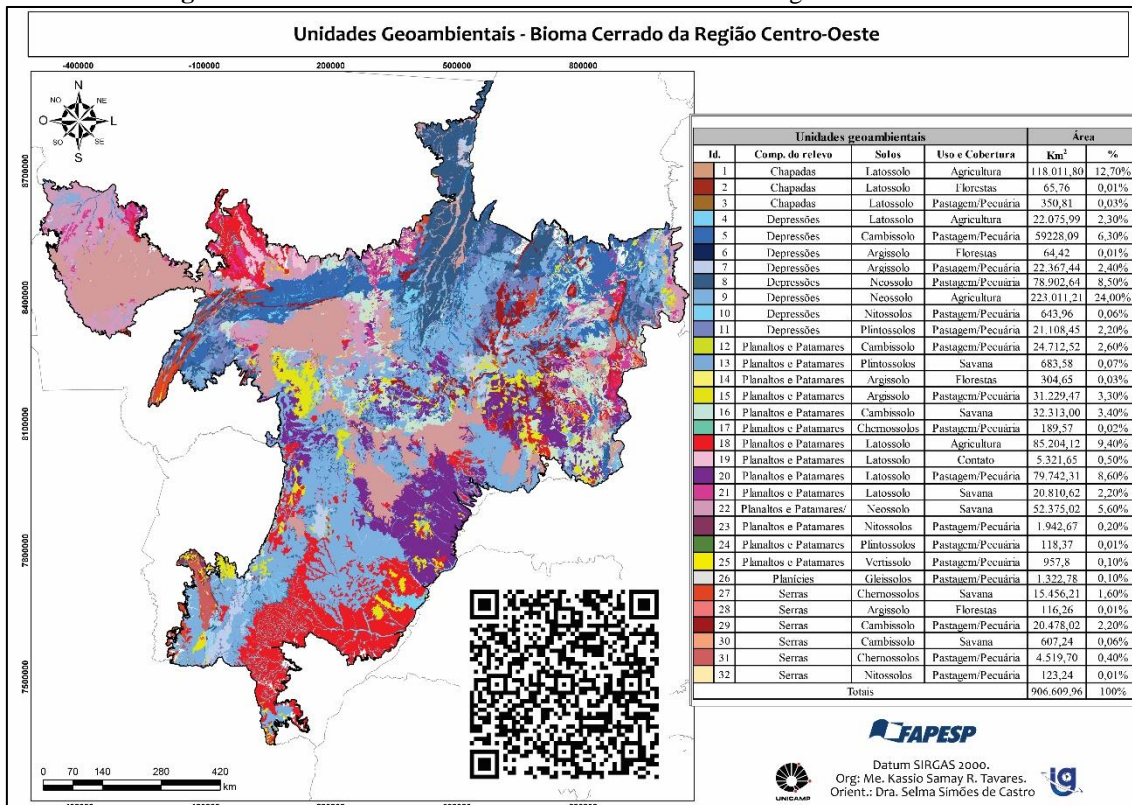 Unidades Geoambientais - Bioma Cerrado da Região Centro-Oeste
-400000 -100000 200000 500000 800000
N
NO NE
O L
SO SE
S
8700000
8400000
8100000
7800000
7500000
Unidades geoambientais Área
Id. Comp. do relevo Solos Uso e Cobertura Km² %
1 Chapadas Latossolo Agricultura 118.011,80 12,70%
2 Chapadas Latossolo Florestas 65,76 0,01%
3 Chapadas Latossolo Pastagem/Pecuária 350,81 0,03%
4 Depressões Latossolo Agricultura 22.075,99 2,30%
5 Depressões Cambissolo Pastagem/Pecuária 59228,09 6,30%
6 Depressões Argissolo Florestas 64,42 0,01%
7 Depressões Argissolo Pastagem/Pecuária 22.367,44 2,40%
8 Depressões Neossolo Pastagem/Pecuária 78.902,64 8,50%
9 Depressões Neossolo Agricultura 223.011,21 24,00%
10 Depressões Nitossolos Pastagem/Pecuária 643,96 0,06%
11 Depressões Plintossolos Pastagem/Pecuária 21.108,45 2,20%
12 Planaltos e Patamares Cambissolo Pastagem/Pecuária 24.712,52 2,60%
13 Planaltos e Patamares Plintossolos Savana 683,58 0,07%
14 Planaltos e Patamares Argissolo Florestas 304,65 0,03%
15 Planaltos e Patamares Argissolo Pastagem/Pecuária 31.229,47 3,30%
16 Planaltos e Patamares Cambissolo Savana 32.313,00 3,40%
17 Planaltos e Patamares Chernossolos Pastagem/Pecuária 189,57 0,02%
18 Planaltos e Patamares Latossolo Agricultura 85.204,12 9,40%
19 Planaltos e Patamares Latossolo Contato 5.321,65 0,50%
20 Planaltos e Patamares Latossolo Pastagem/Pecuária 79.742,31 8,60%
21 Planaltos e Patamares Latossolo Savana 20.810,62 2,20%
22 Planaltos e Patamares/ Neossolo Savana 52.375,02 5,60%
23 Planaltos e Patamares Nitossolos Pastagem/Pecuária 1.942,67 0,20%
24 Planaltos e Patamares Plintossolos Pastagem/Pecuária 118,37 0,01%
25 Planaltos e Patamares Vertissolo Pastagem/Pecuária 957,8 0,10%
26 Planícies Gleissolos Pastagem/Pecuária 1.322,78 0,10%
27 Serras Chernossolos Savana 15.456,21 1,60%
28 Serras Argissolo Florestas 116,26 0,01%
29 Serras Cambissolo Pastagem/Pecuária 20.478,02 2,20%
30 Serras Cambissolo Savana 607,24 0,06%
31 Serras Chernossolos Pastagem/Pecuária 4.519,70 0,40%
32 Serras Nitossolos Pastagem/Pecuária 123,24 0,01%
Totais 906.609,96 100%
0 70 140 280 420
km
FAPESP
UNICAMP
Datum SIRGAS 2000.
Org: Me. Kassio Samay R. Tavares.
Orient.: Dra. Selma Simões de Castro
ig